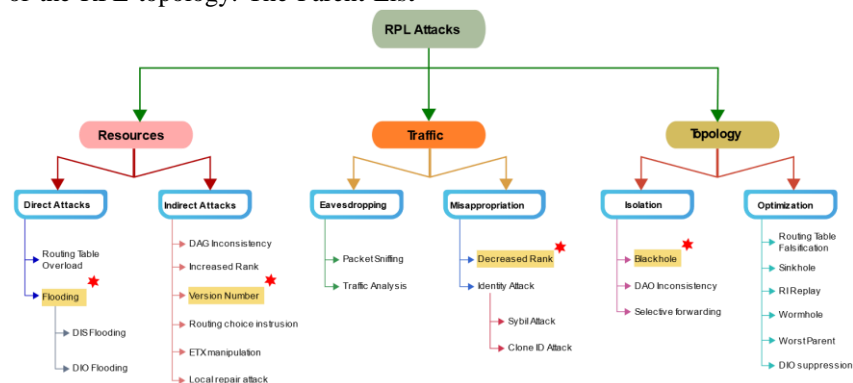 of the RPL topology. The Parent List
RPL Attacks
Resources
Traffic
Topology
Direct Attacks
Indirect Attacks
Eavesdropping
Misappropriation
Isolation
Optimization
Routing Table
Overload
Flooding
DIS Flooding
DIO Flooding
DAG Inconsistency
Increased Rank
Version Number
Routing choice instrusion
ETX manipulation
Local repair attack
Packet Sniffing
Traffic Analysis
Decreased Rank
Identity Attack
Sybil Attack
Clone ID Attack
Blackhole
DAO Inconsistency
Selective forwarding
Routing Table
Falsification
Sinkhole
RI Replay
Wormhole
Worst Parent
DIO suppression